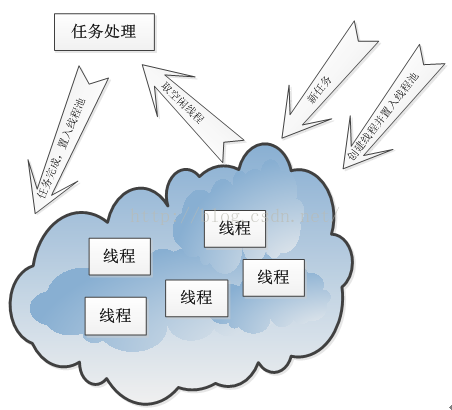 任务处理
任务完成，置入线程池
取空闲线程
新任务
创建线程并置入线程池
http://blog.csdn.net/
线程
线程
线程
线程
线程